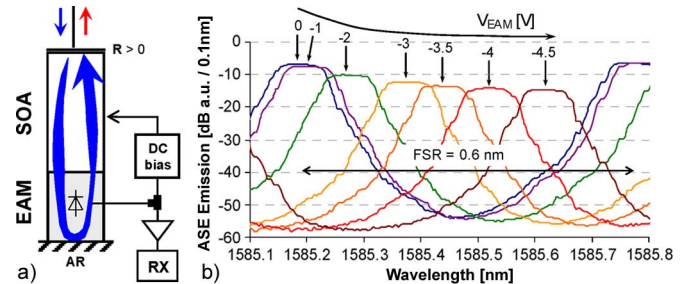 R > 0
SOA
EAM
DC
bias
AR
RX
a)
V_EAM [V]
0 -1 -2 -3 -3.5 -4 -4.5
ASE Emission [dB a.u. / 0.1nm]
0
-10
-20
-30
-40
-50
-60
FSR = 0.6 nm
1585.1 1585.2 1585.3 1585.4 1585.5 1585.6 1585.7 1585.8
b)
Wavelength [nm]